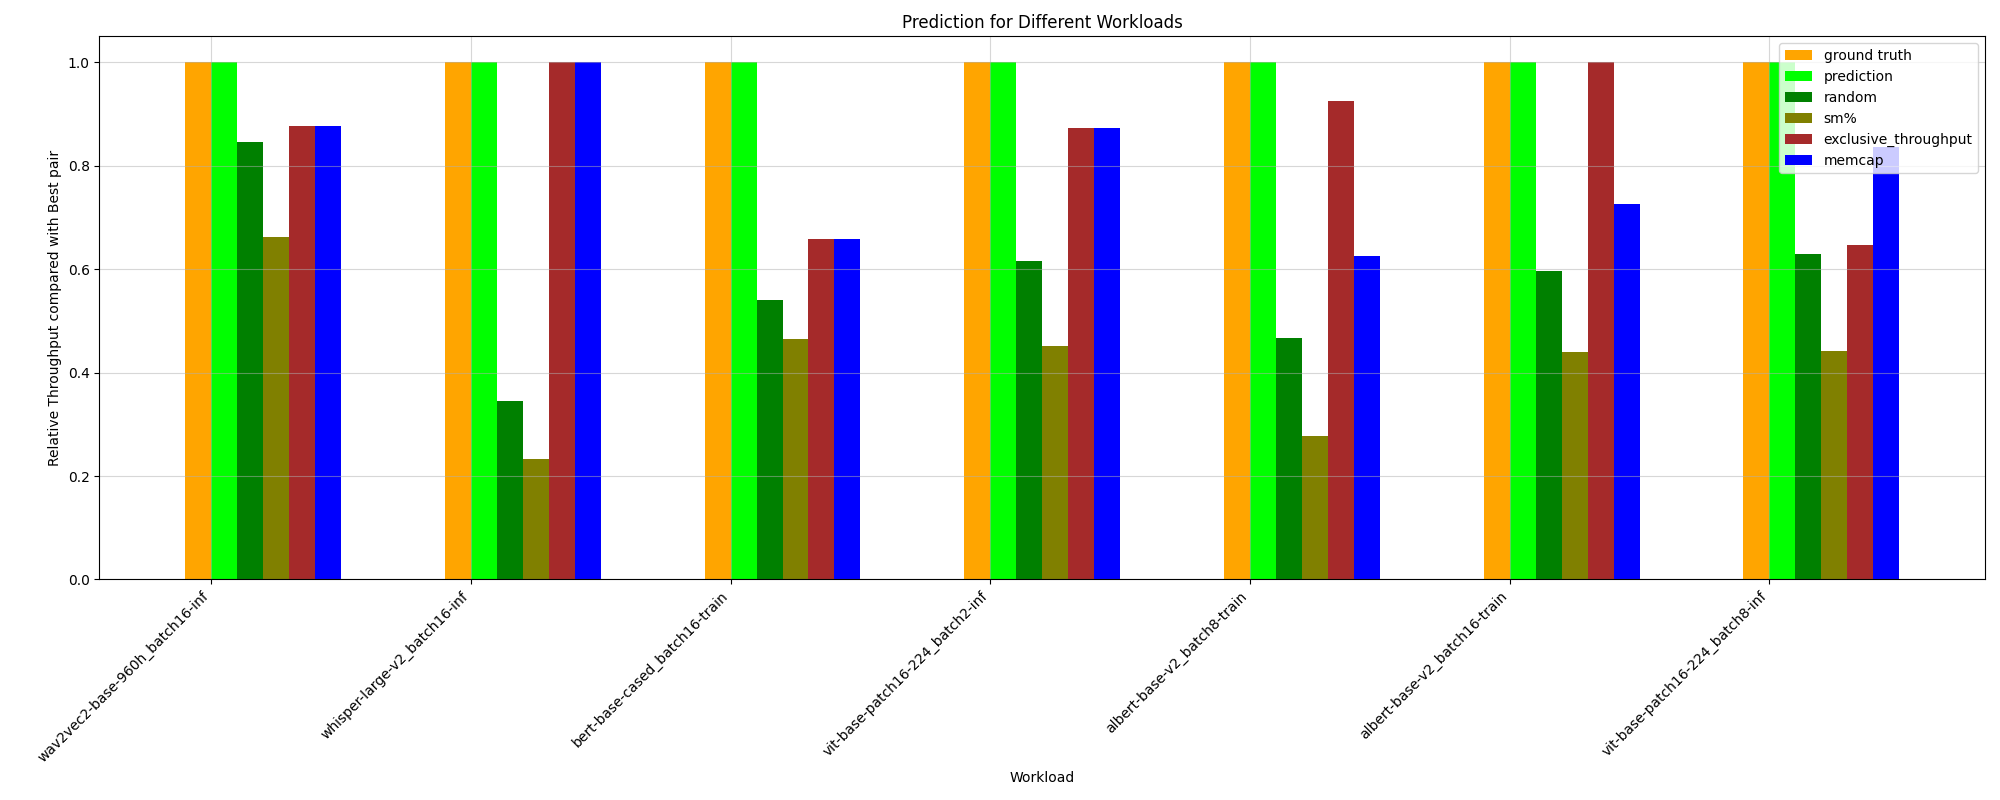 Prediction for Different Workloads
Relative Throughput compared with Best pair
1.0
0.8
0.6
0.4
0.2
0.0
ground truth
prediction
random
sm%
exclusive_throughput
memcap
wav2vec2-base-960h_batch16-inf
whisper-large-v2_batch16-inf
bert-base-cased_batch16-train
vit-base-patch16-224_batch2-inf
albert-base-v2_batch8-train
albert-base-v2_batch16-train
vit-base-patch16-224_batch8-inf
Workload